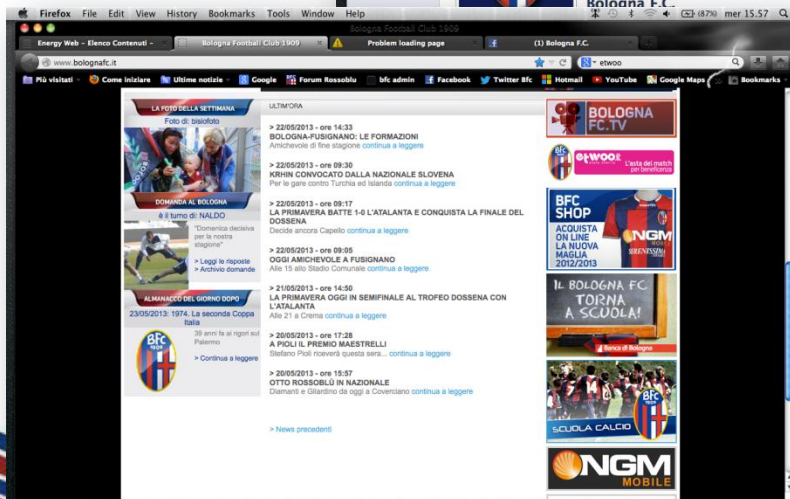 Bologna F.C.
Firefox File Edit View History Bookmarks Tools Window Help (87%) mer 15.57
Bologna Football Club 1909
Energy Web – Elenco Contenuti – Bologna Football Club 1909 Problem loading page (1) Bologna F.C.
www.bolognafc.it etwoo
Più visitati Come iniziare Ultime notizie Google Forum Rossoblu bfc admin Facebook Twitter Bfc Hotmail YouTube Google Maps Bookmarks
LA FOTO DELLA SETTIMANA
Foto di: bisiofoto
DOMANDA AL BOLOGNA
è il turno di: NALDO
"Domenica decisiva
per la nostra
stagione"
> Leggi le risposte
> Archivio domande
ALMANACCO DEL GIORNO DOPO
23/05/2013: 1974. La seconda Coppa
Italia
BFC
1909
39 anni fa ai rigori sul
Palermo
> Continua a leggere
ULTIM'ORA
> 22/05/2013 - ore 14:33
BOLOGNA-FUSIGNANO: LE FORMAZIONI
Amichevole di fine stagione continua a leggere
> 22/05/2013 - ore 09:30
KRHIN CONVOCATO DALLA NAZIONALE SLOVENA
Per le gare contro Turchia ed Islanda continua a leggere
> 22/05/2013 - ore 09:17
LA PRIMAVERA BATTE 1-0 L'ATALANTA E CONQUISTA LA FINALE DEL
DOSSENA
Decide ancora Capello continua a leggere
> 22/05/2013 - ore 09:05
OGGI AMICHEVOLE A FUSIGNANO
Alle 15 allo Stadio Comunale continua a leggere
> 21/05/2013 - ore 14:50
LA PRIMAVERA OGGI IN SEMIFINALE AL TROFEO DOSSENA CON
L'ATALANTA
Alle 21 a Crema continua a leggere
> 20/05/2013 - ore 17:28
A PIOLI IL PREMIO MAESTRELLI
Stefano Pioli riceverà questa sera... continua a leggere
> 20/05/2013 - ore 15:57
OTTO ROSSOBLÙ IN NAZIONALE
Diamanti e Gilardino da oggi a Coverciano continua a leggere
> News precedenti
BOLOGNA
FC.TV
BFC
etwoo
L'asta dei match
per beneficenza
BFC
SHOP
ACQUISTA
ON LINE
LA NUOVA
MAGLIA
2012/2013
NGM
MOBILE
SERENISSIMA
IL BOLOGNA FC
TORNA
A SCUOLA!
Banca di Bologna
BFC
1909
SCUOLA CALCIO
NGM
MOBILE